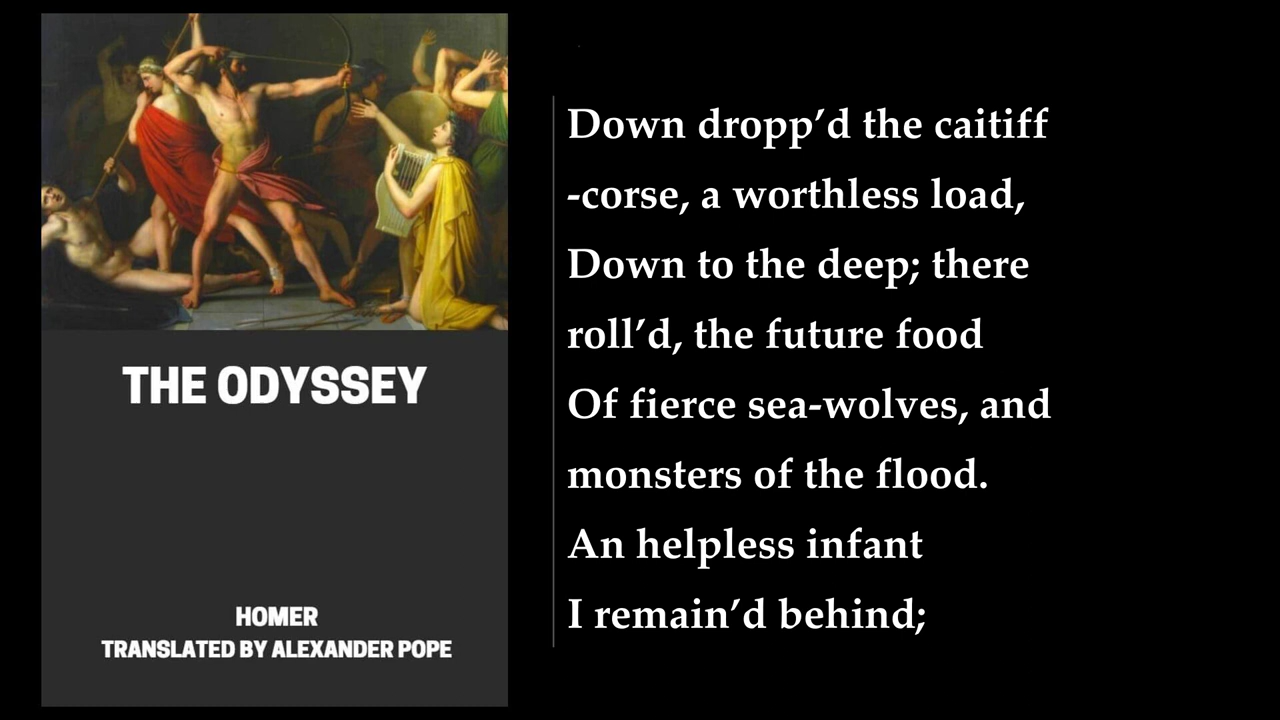 THE ODYSSEY
HOMER
TRANSLATED BY ALEXANDER POPE
Down dropp’d the caitiff
-corse, a worthless load,
Down to the deep; there
roll’d, the future food
Of fierce sea-wolves, and
monsters of the flood.
An helpless infant
I remain’d behind;